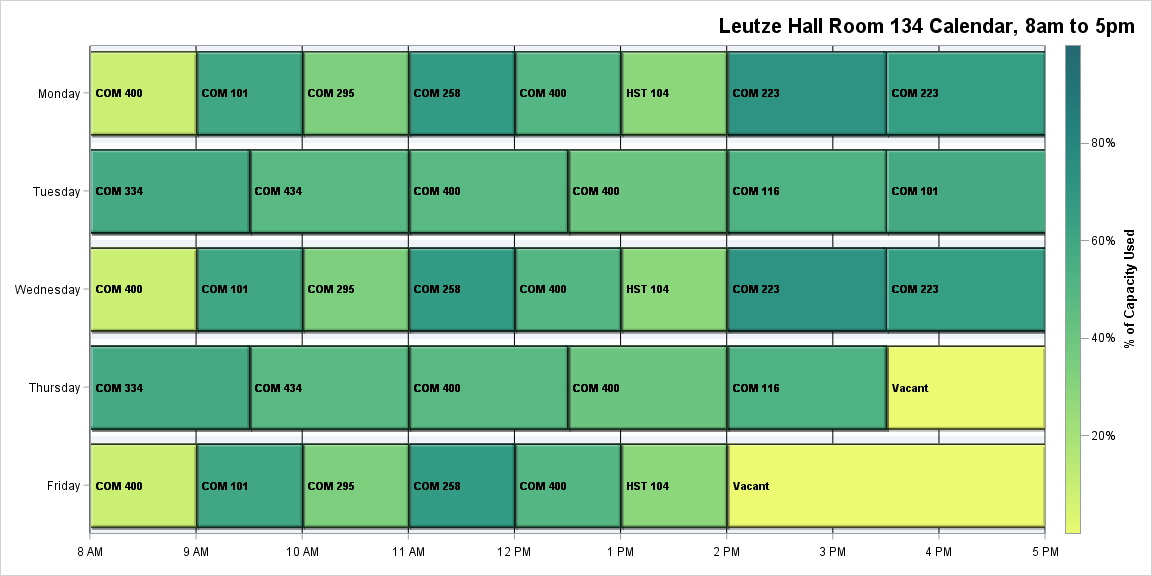 Leutze Hall Room 134 Calendar, 8am to 5pm
Monday
COM 400
COM 101
COM 295
COM 258
COM 400
HST 104
COM 223
COM 223
Tuesday
COM 334
COM 434
COM 400
COM 400
COM 116
COM 101
Wednesday
COM 400
COM 101
COM 295
COM 258
COM 400
HST 104
COM 223
COM 223
Thursday
COM 334
COM 434
COM 400
COM 400
COM 116
Vacant
Friday
COM 400
COM 101
COM 295
COM 258
COM 400
HST 104
Vacant
8 AM
9 AM
10 AM
11 AM
12 PM
1 PM
2 PM
3 PM
4 PM
5 PM
80%
60%
40%
20%
% of Capacity Used